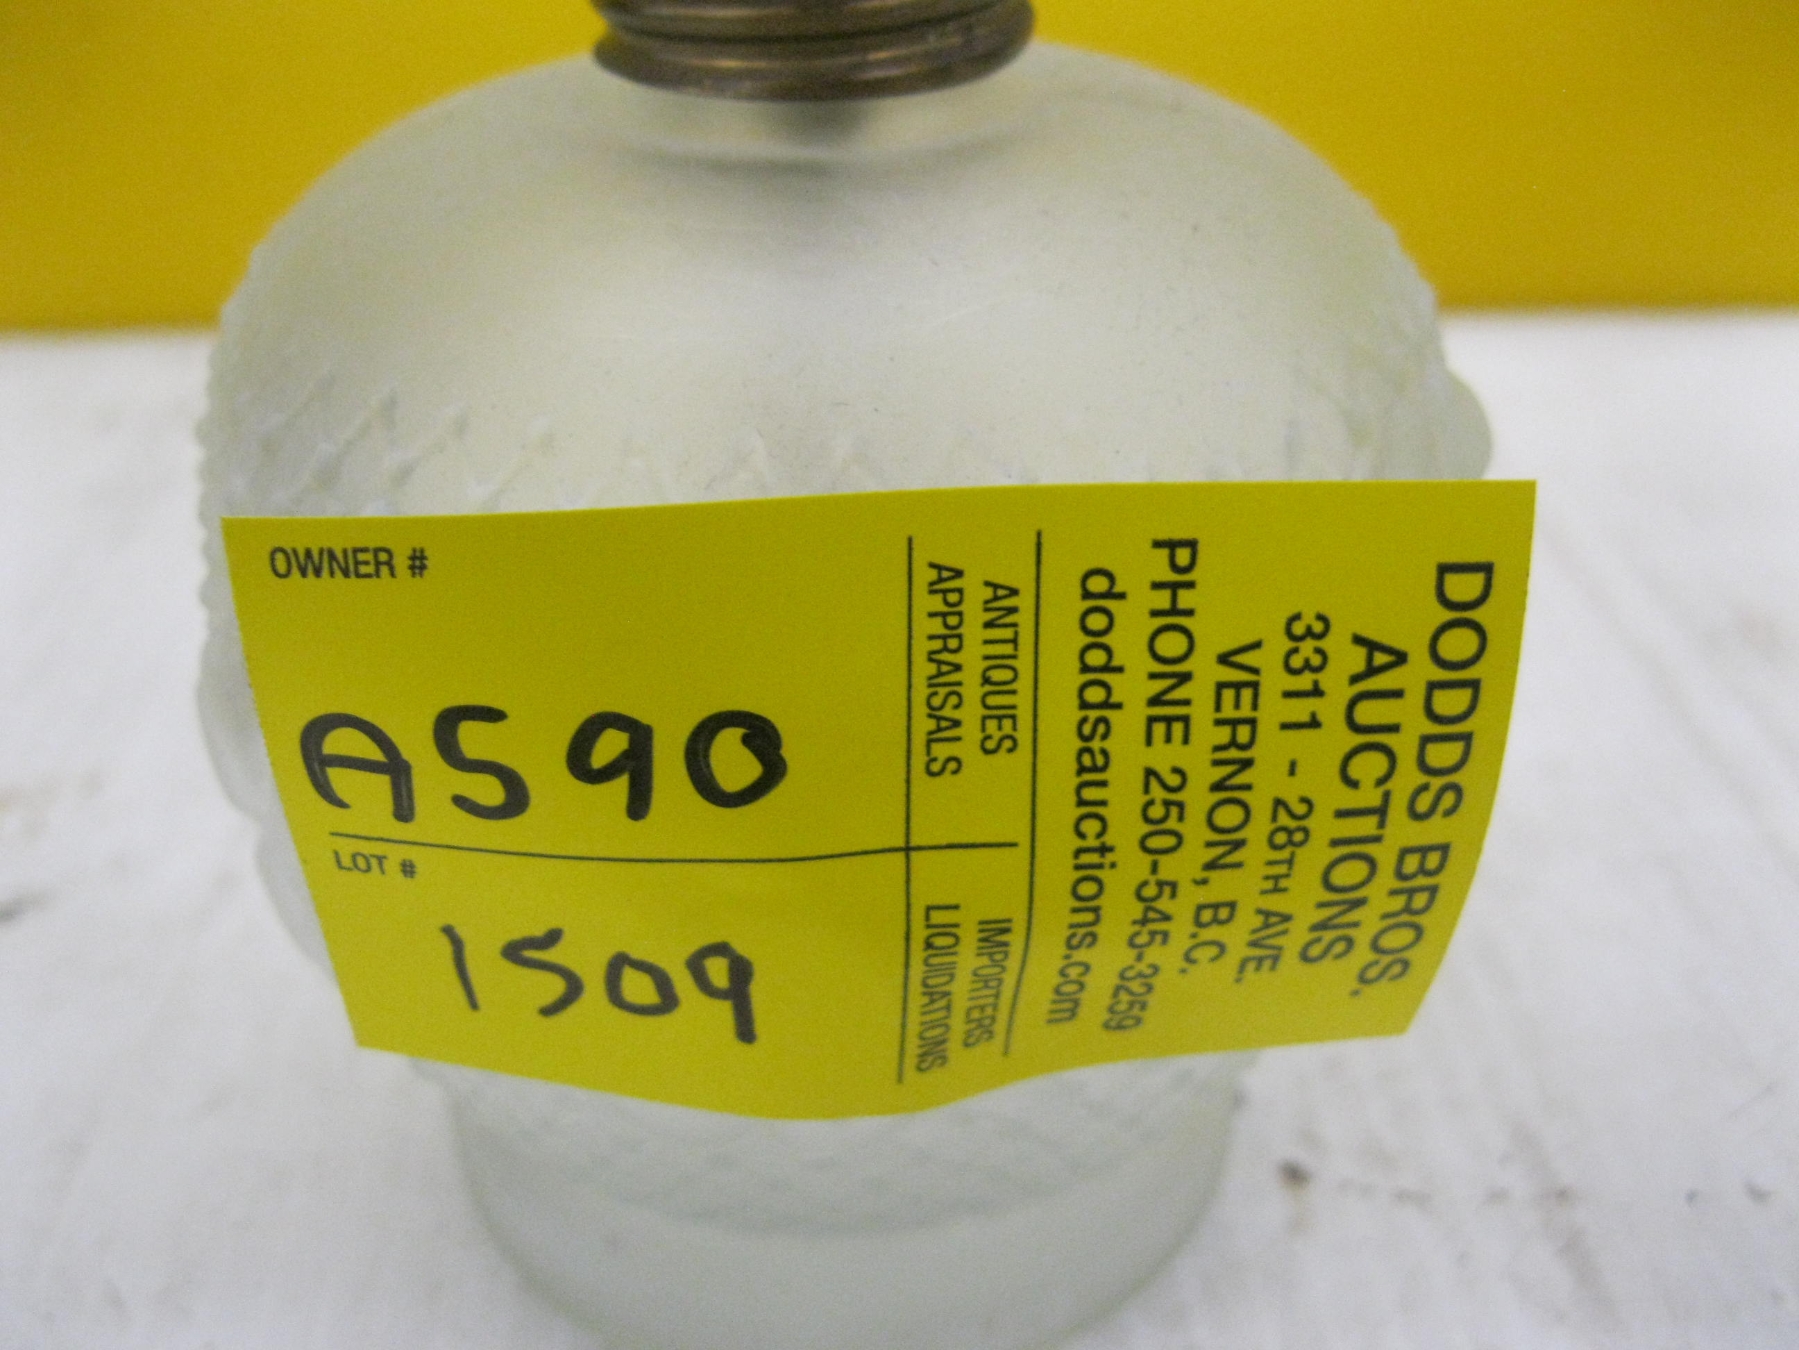 OWNER #
A590
LOT #
1509
ANTIQUES
APPRAISALS
IMPORTERS
LIQUIDATIONS
DODDS BROS.
AUCTIONS
3311 - 28TH AVE.
VERNON, B.C.
PHONE 250-545-3259
doddsauctions.com